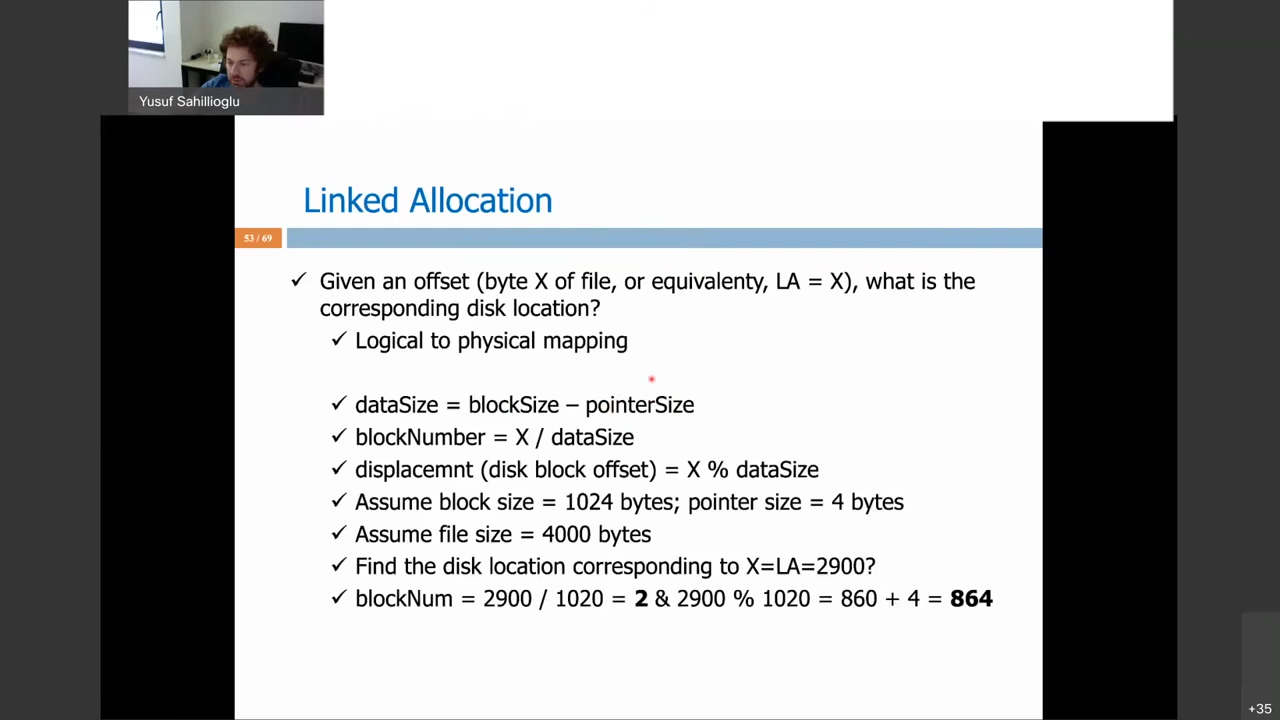 Yusuf Sahillioglu
Linked Allocation
53 / 69
✓ Given an offset (byte X of file, or equivalenty, LA = X), what is the
corresponding disk location?
✓ Logical to physical mapping
✓ dataSize = blockSize – pointerSize
✓ blockNumber = X / dataSize
✓ displacemnt (disk block offset) = X % dataSize
✓ Assume block size = 1024 bytes; pointer size = 4 bytes
✓ Assume file size = 4000 bytes
✓ Find the disk location corresponding to X=LA=2900?
✓ blockNum = 2900 / 1020 = 2 & 2900 % 1020 = 860 + 4 = 864
+35